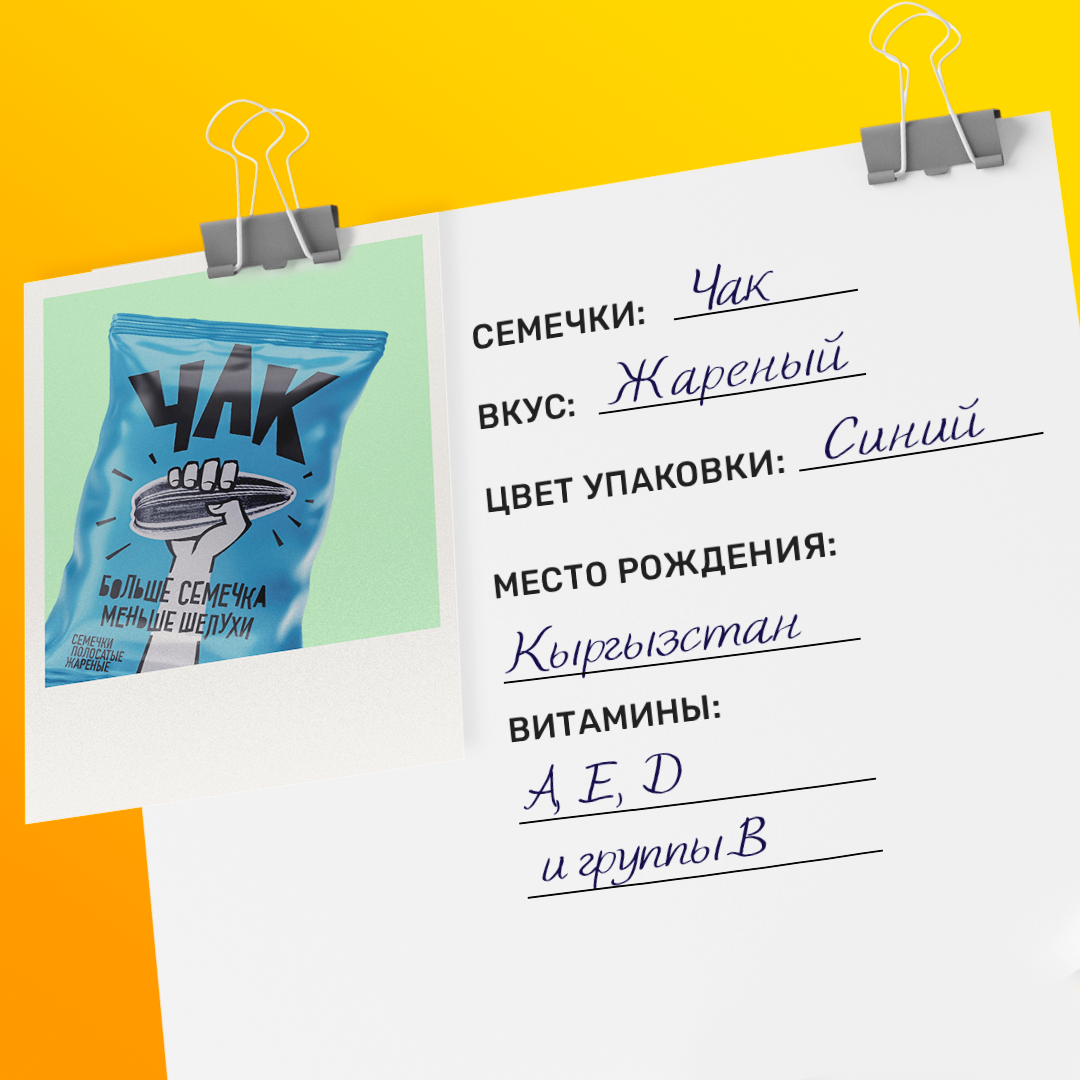 ЧАК
БОЛЬШЕ СЕМЕЧКА
МЕНЬШЕ ШЕЛУХИ
СЕМЕЧКИ
ПОЛОСАТЫЕ
ЖАРЕНЫЕ
СЕМЕЧКИ: Чак
ВКУС: Жареный
ЦВЕТ УПАКОВКИ: Синий
МЕСТО РОЖДЕНИЯ:
Кыргызстан
ВИТАМИНЫ:
A, E, D
и группы B